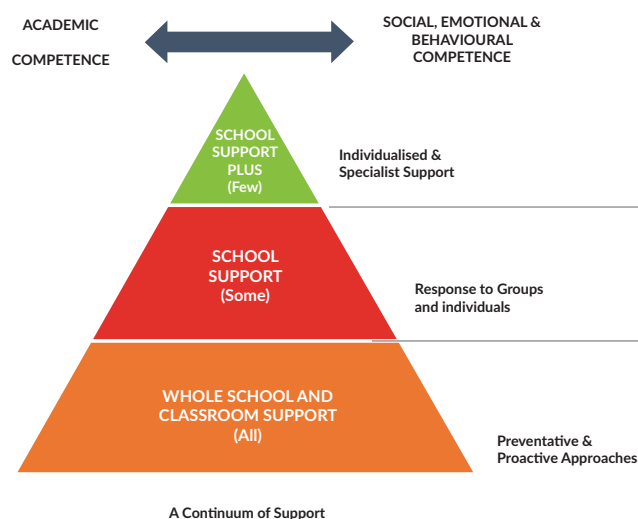 ACADEMIC
COMPETENCE
SOCIAL, EMOTIONAL &
BEHAVIOURAL
COMPETENCE
SCHOOL
SUPPORT
PLUS
(Few)
Individualised &
Specialist Support
SCHOOL
SUPPORT
(Some)
Response to Groups
and individuals
WHOLE SCHOOL AND
CLASSROOM SUPPORT
(All)
Preventative &
Proactive Approaches
A Continuum of Support